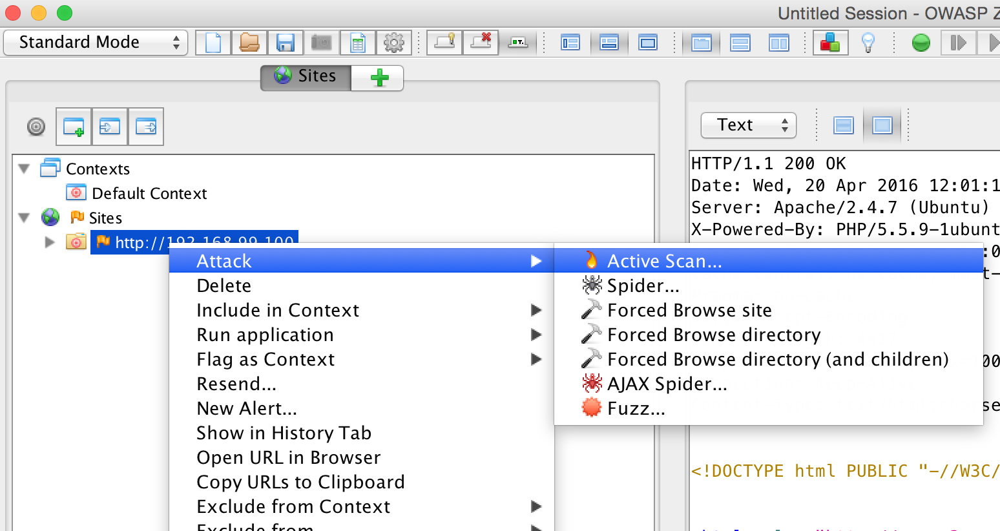 Untitled Session - OWASP
Standard Mode
Sites
Text
Contexts
Default Context
Sites
http://192.168.99.100
Attack
Delete
Include in Context
Run application
Flag as Context
Resend...
New Alert...
Show in History Tab
Open URL in Browser
Copy URLs to Clipboard
Exclude from Context
Exclude from
Active Scan...
Spider...
Forced Browse site
Forced Browse directory
Forced Browse directory (and children)
AJAX Spider...
Fuzz...
HTTP/1.1 200 OK
Date: Wed, 20 Apr 2016 12:01:1
Server: Apache/2.4.7 (Ubuntu)
X-Powered-By: PHP/5.5.9-1ubunt
<!DOCTYPE html PUBLIC "-//W3C/